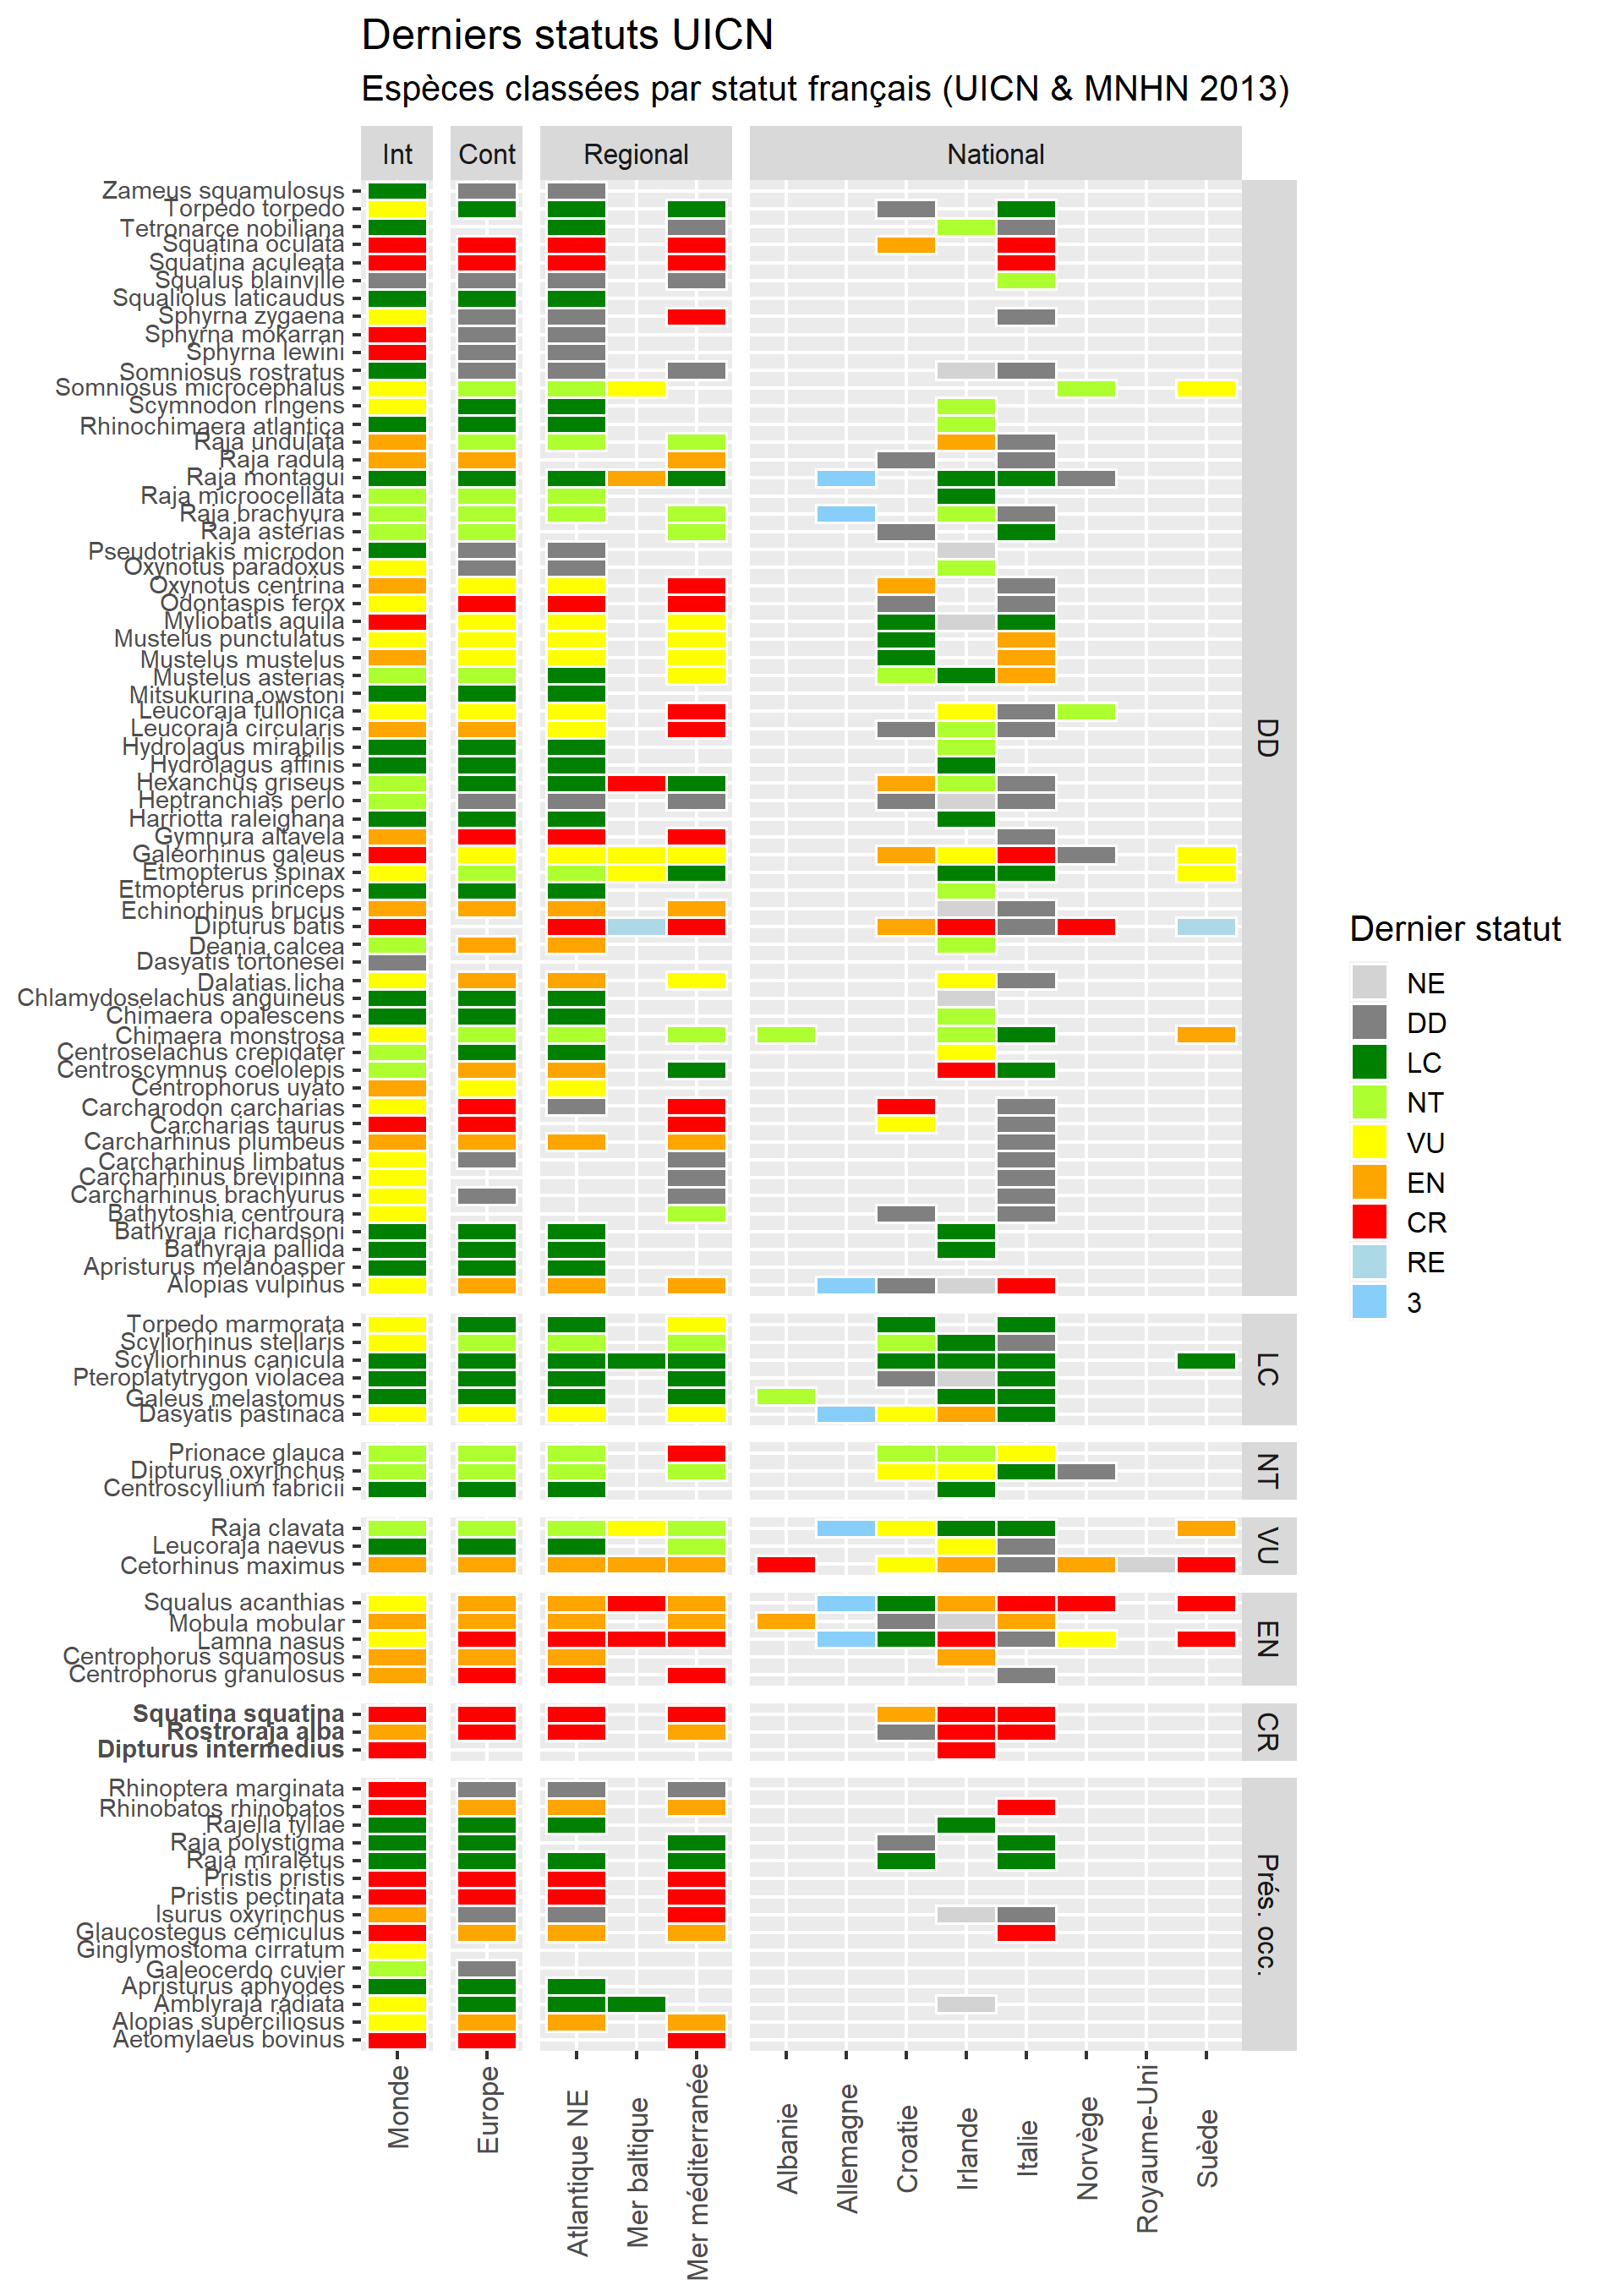 Derniers statuts UICN
Espèces classées par statut français (UICN & MNHN 2013)
Int
Cont
Regional
National
Zameus squamulosus
Torpedo torpedo
Tetronarce nobiliana
Squatina oculata
Squatina aculeata
Squalus blainville
Squaliolus laticaudus
Sphyrna zygaena
Sphyrna mokarran
Sphyrna lewini
Somniosus rostratus
Somniosus microcephalus
Scymnodon ringens
Rhinochimaera atlantica
Raja undulata
Raja radula
Raja montagui
Raja microocellata
Raja brachyura
Raja asterias
Pseudotriakis microdon
Oxynotus paradoxus
Oxynotus centrina
Odontaspis ferox
Myliobatis aquila
Mustelus punctulatus
Mustelus mustelus
Mustelus asterias
Mitsukurina owstoni
Leucoraja fullonica
Leucoraja circularis
Hydrolagus mirabilis
Hydrolagus affinis
Hexanchus griseus
Heptranchias perlo
Harriotta raleighana
Gymnura altavela
Galeorhinus galeus
Etmopterus spinax
Etmopterus princeps
Echinorhinus brucus
Dipturus batis
Deania calcea
Dasyatis tortonesei
Dalatias licha
Chlamydoselachus anguineus
Chimaera opalescens
Chimaera monstrosa
Centroselachus crepidater
Centroscymnus coelolepis
Centrophorus uyato
Carcharodon carcharias
Carcharias taurus
Carcharhinus plumbeus
Carcharhinus limbatus
Carcharhinus brevipinna
Carcharhinus brachyurus
Bathytoshia centroura
Bathyraja richardsoni
Bathyraja pallida
Apristurus melanoasper
Alopias vulpinus
DD
Torpedo marmorata
Scyliorhinus stellaris
Scyliorhinus canicula
Pteroplatytrygon violacea
Galeus melastomus
Dasyatis pastinaca
LC
Prionace glauca
Dipturus oxyrinchus
Centroscyllium fabricii
NT
Raja clavata
Leucoraja naevus
Cetorhinus maximus
VU
Squalus acanthias
Mobula mobular
Lamna nasus
Centrophorus squamosus
Centrophorus granulosus
EN
Squatina squatina
Rostroraja alba
Dipturus intermedius
CR
Rhinoptera marginata
Rhinobatos rhinobatos
Rajella fyllae
Raja polystigma
Raja miraletus
Pristis pristis
Pristis pectinata
Isurus oxyrinchus
Glaucostegus cemiculus
Ginglymostoma cirratum
Galeocerdo cuvier
Apristurus aphyodes
Amblyraja radiata
Alopias superciliosus
Aetomylaeus bovinus
Prés. occ.
Monde
Europe
Atlantique NE
Mer baltique
Mer méditerranée
Albanie
Allemagne
Croatie
Irlande
Italie
Norvège
Royaume-Uni
Suède
Dernier statut
NE
DD
LC
NT
VU
EN
CR
RE
3